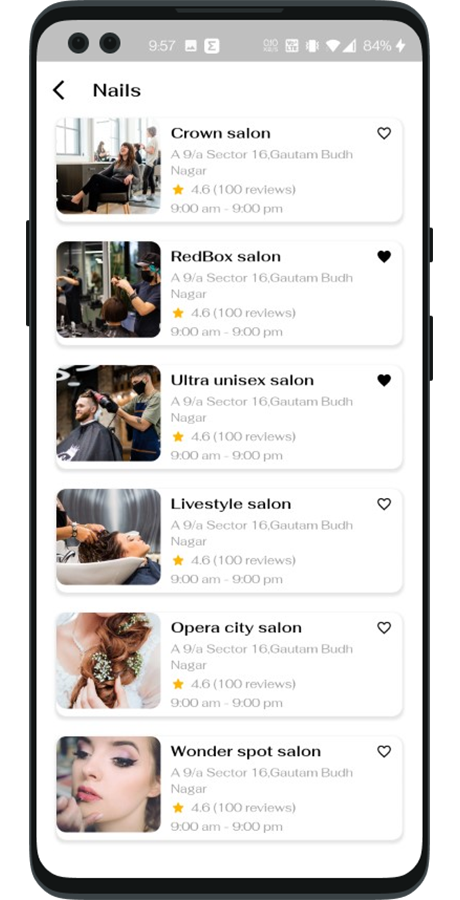 9:57 84%
Nails
Crown salon
A 9/a Sector 16,Gautam Budh
Nagar
4.6 (100 reviews)
9:00 am - 9:00 pm
RedBox salon
A 9/a Sector 16,Gautam Budh
Nagar
4.6 (100 reviews)
9:00 am - 9:00 pm
Ultra unisex salon
A 9/a Sector 16,Gautam Budh
Nagar
4.6 (100 reviews)
9:00 am - 9:00 pm
Livestyle salon
A 9/a Sector 16,Gautam Budh
Nagar
4.6 (100 reviews)
9:00 am - 9:00 pm
Opera city salon
A 9/a Sector 16,Gautam Budh
Nagar
4.6 (100 reviews)
9:00 am - 9:00 pm
Wonder spot salon
A 9/a Sector 16,Gautam Budh
Nagar
4.6 (100 reviews)
9:00 am - 9:00 pm